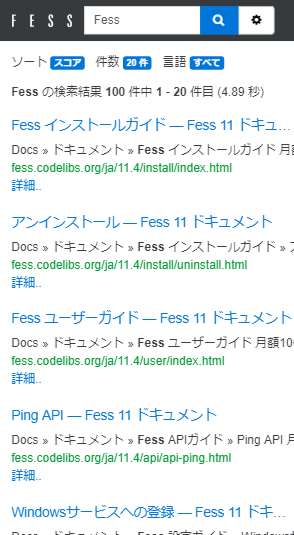 FESS Fess
ソート スコア 件数 20 件 言語 すべて
Fess の検索結果 100 件中 1 - 20 件目 (4.89 秒)
Fess インストールガイド — Fess 11 ドキュ...
Docs » ドキュメント » Fess インストールガイド 月額
fess.codelibs.org/ja/11.4/install/index.html
詳細..
アンインストール — Fess 11 ドキュメント
Docs » ドキュメント » Fess インストールガイド »
fess.codelibs.org/ja/11.4/install/uninstall.html
詳細..
Fess ユーザーガイド — Fess 11 ドキュメント
Docs » ドキュメント » Fess ユーザーガイド 月額10
fess.codelibs.org/ja/11.4/user/index.html
詳細..
Ping API — Fess 11 ドキュメント
Docs » ドキュメント » Fess APIガイド » Ping API 月
fess.codelibs.org/ja/11.4/api/api-ping.html
詳細..
Windowsサービスへの登録 — Fess 11 ドキ...